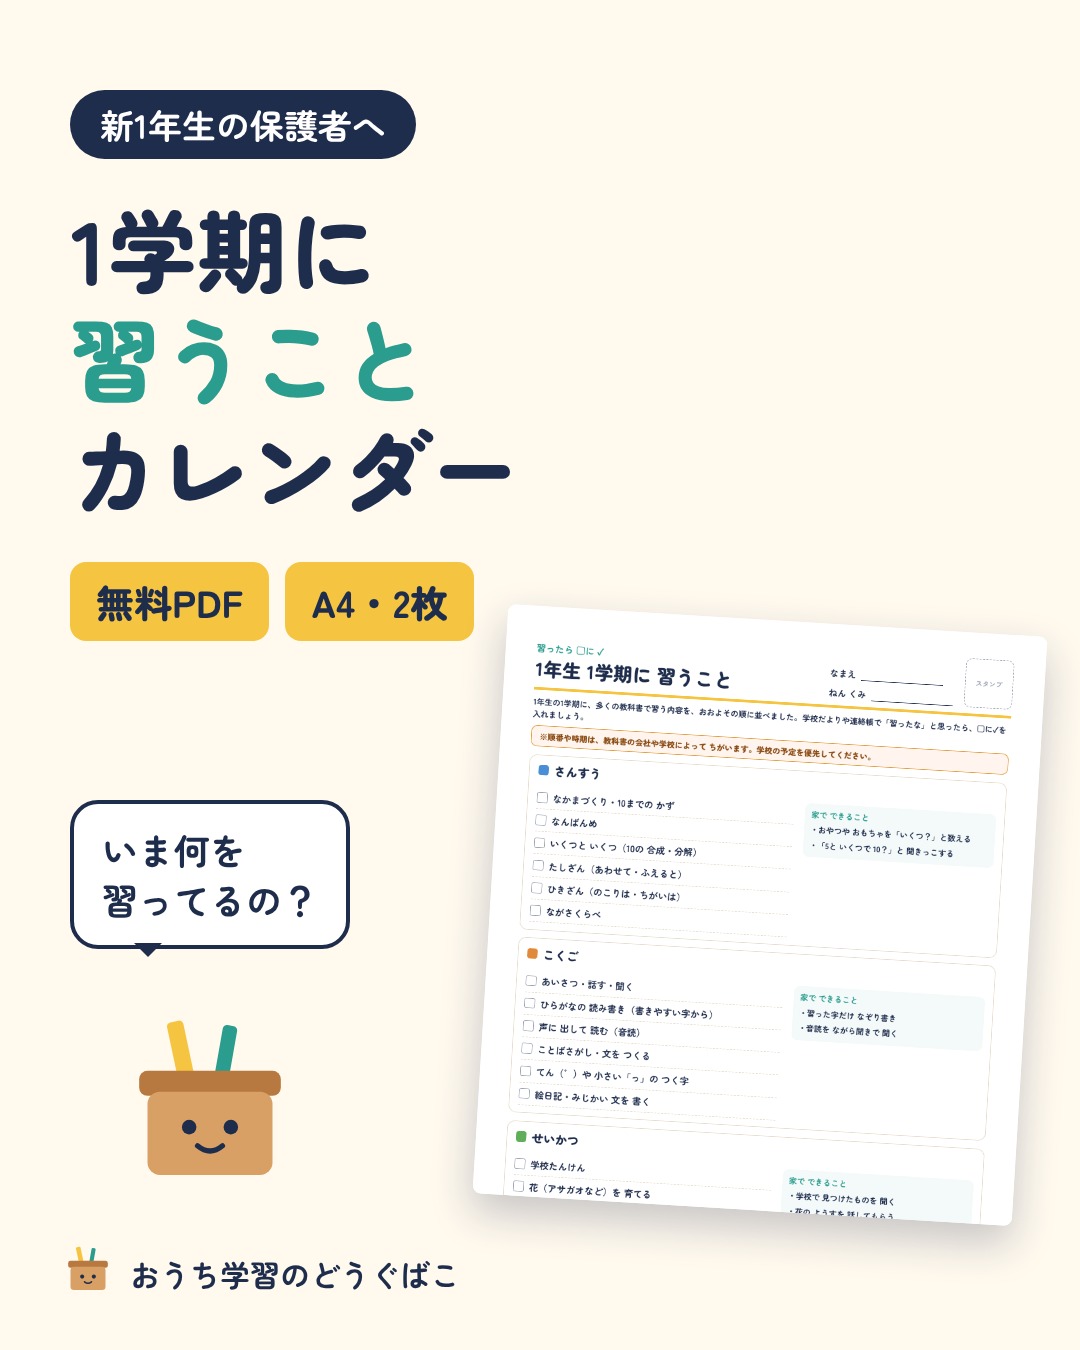 新1年生の保護者へ
1学期に
習うこと
カレンダー
無料PDF
A4・2枚
習ったら □に ✓
1年生 1学期に 習うこと
なまえ
ねん くみ
スタンプ
1年生の1学期に、多くの教科書で習う内容を、おおよその順に並べました。学校だよりや連絡帳で「習ったな」と思ったら、□に✓を
入れましょう。
※順番や時期は、教科書の会社や学校によって ちがいます。学校の予定を優先してください。
さんすう
なかまづくり・10までの かず
なんばんめ
いくつと いくつ（10の 合成・分解）
たしざん（あわせて・ふえると）
ひきざん（のこりは・ちがいは）
ながさくらべ
家で できること
・おやつや おもちゃを「いくつ？」と数える
・「5と いくつで 10？」と 聞きっこする
こくご
あいさつ・話す・聞く
ひらがなの 読み書き（書きやすい字から）
声に 出して 読む（音読）
ことばさがし・文を つくる
てん（゛）や 小さい「っ」の つく字
絵日記・みじかい 文を 書く
家で できること
・習った字だけ なぞり書き
・音読を ながら聞きで 聞く
せいかつ
学校たんけん
花（アサガオなど）を 育てる
家で できること
・学校で 見つけたものを 聞く
・花の ようすを 話してもらう
いま何を
習ってるの？
おうち学習のどうぐばこ